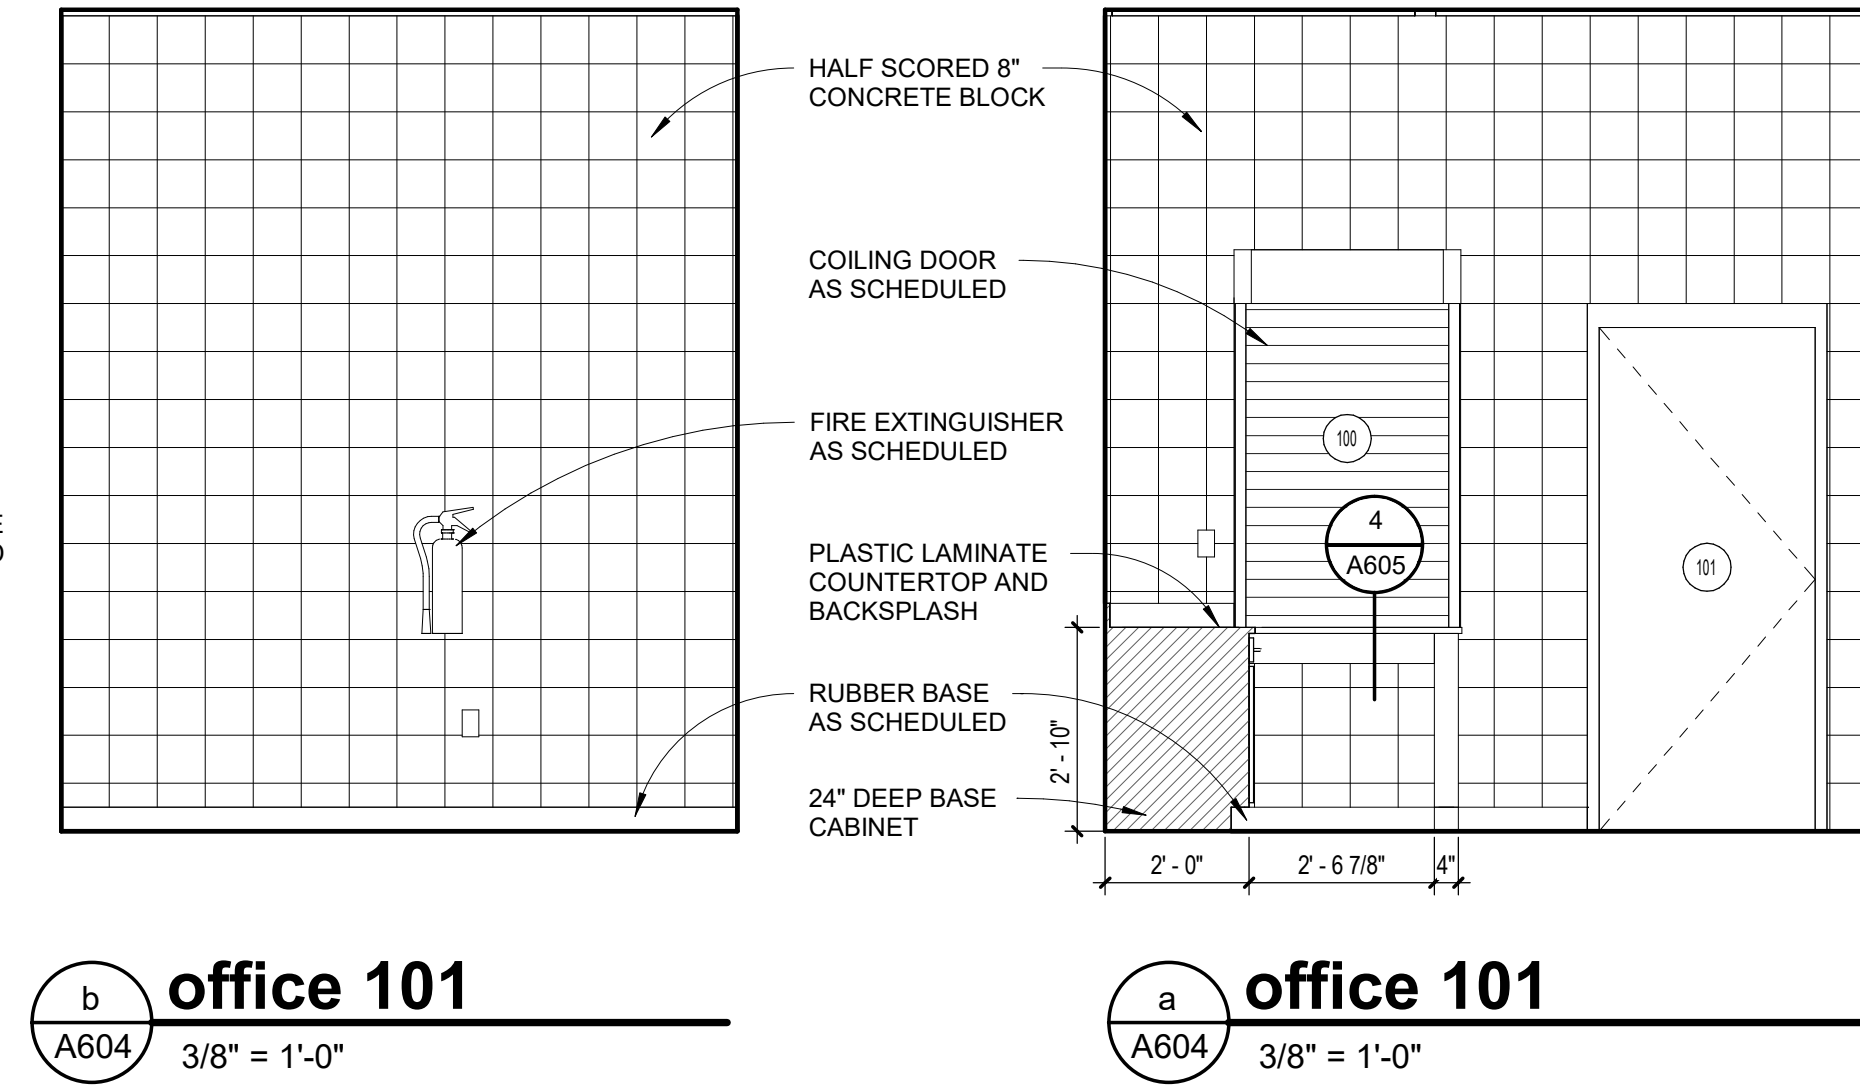 HALF SCORED 8"
CONCRETE BLOCK
COILING DOOR
AS SCHEDULED
FIRE EXTINGUISHER
AS SCHEDULED
PLASTIC LAMINATE
COUNTERTOP AND
BACKSPLASH
RUBBER BASE
AS SCHEDULED
24" DEEP BASE
CABINET
100
4
A605
101
2' - 10"
2' - 0"
2' - 6 7/8"
4"
b
A604
office 101
3/8" = 1'-0"
a
A604
office 101
3/8" = 1'-0"